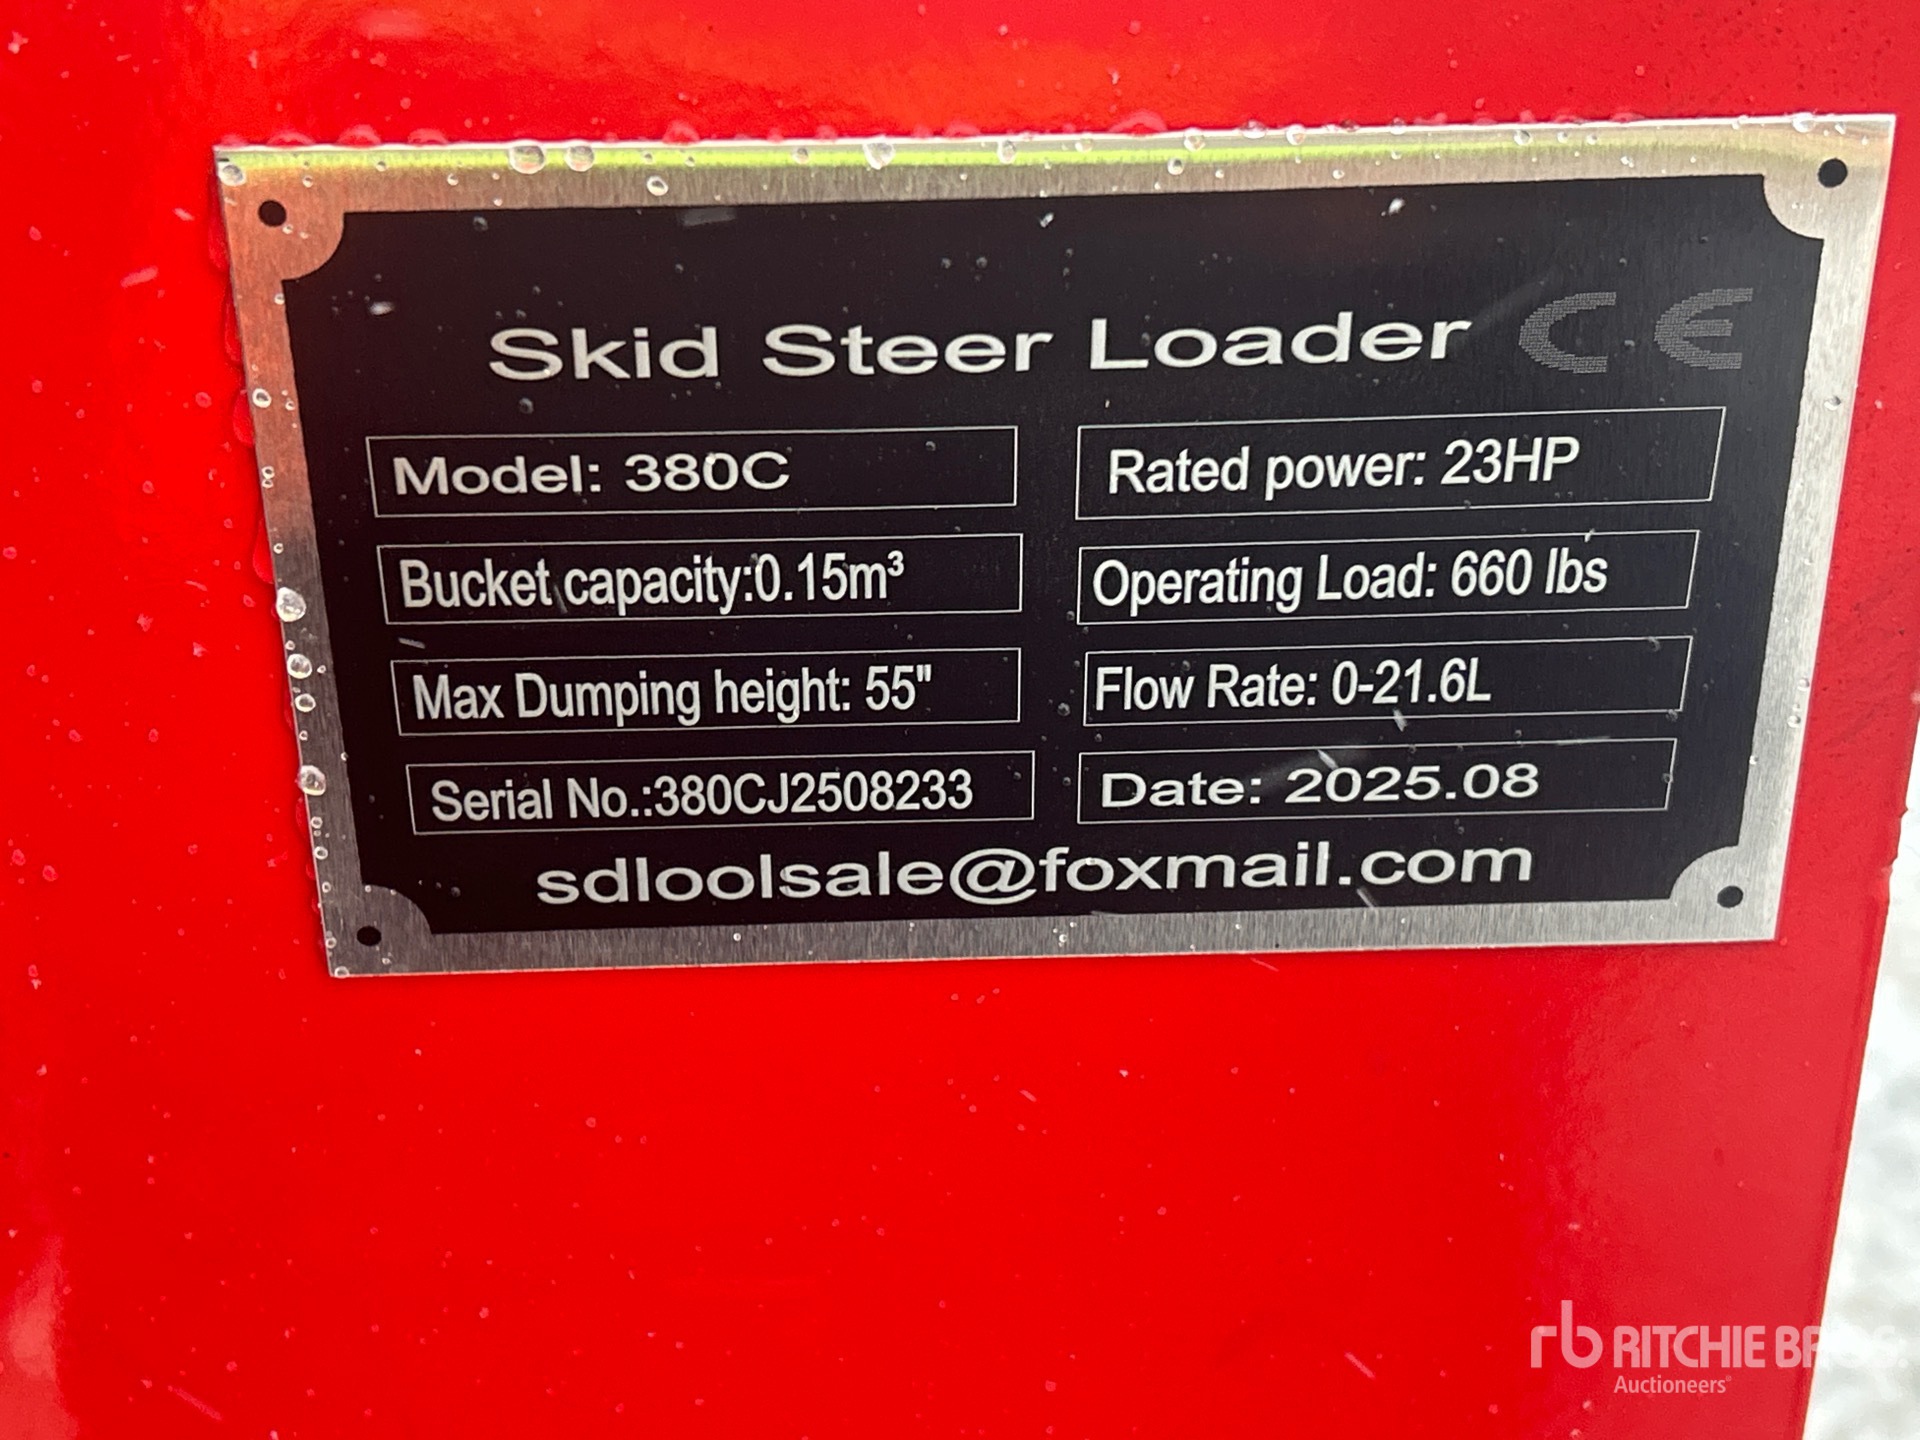 Skid Steer Loader CE
Model: 380C
Rated power: 23HP
Bucket capacity:0.15m³
Operating Load: 660 lbs
Max Dumping height: 55"
Flow Rate: 0-21.6L
Serial No.:380CJ2508233
Date: 2025.08
sdloolsale@foxmail.com
rb RITCHIE BROS.
Auctioneers